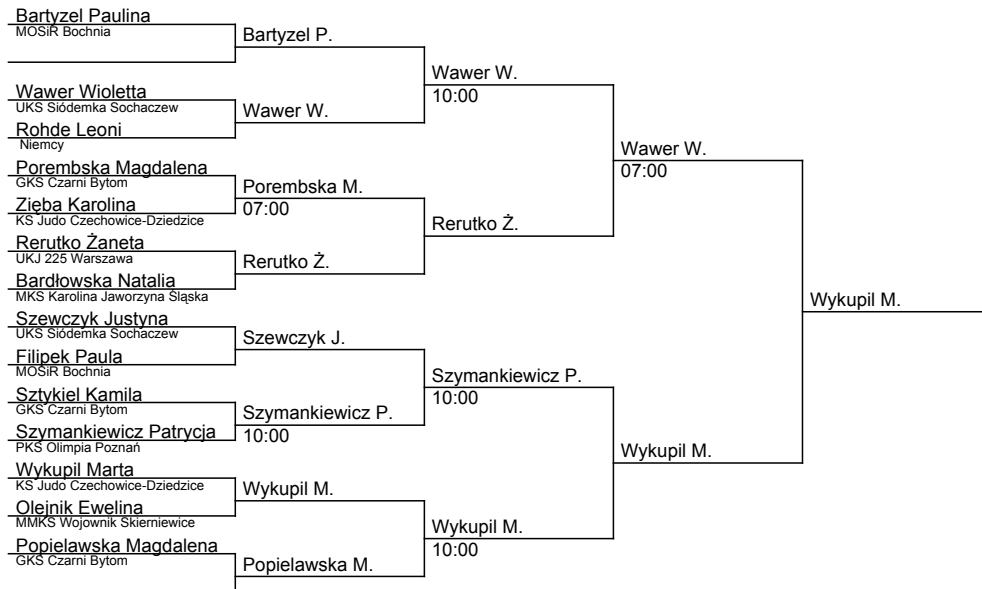 Bartyzel Paulina
MOSiR Bochnia
Wawer Wioletta
UKS Siódemka Sochaczew
Rohde Leoni
Niemcy
Porembska Magdalena
GKS Czarni Bytom
Zięba Karolina
KS Judo Czechowice-Dziedzice
Rerutko Żaneta
UKJ 225 Warszawa
Bardłowska Natalia
MKS Karolina Jaworzyna Śląska
Szewczyk Justyna
UKS Siódemka Sochaczew
Filipek Paula
MOSiR Bochnia
Sztykiel Kamila
GKS Czarni Bytom
Szymankiewicz Patrycja
PKS Olimpia Poznań
Wykupil Marta
KS Judo Czechowice-Dziedzice
Olejnik Ewelina
MMKS Wojownik Skierniewice
Popielawska Magdalena
GKS Czarni Bytom
Bartyzel P.
Wawer W.
Porembska M.
07:00
Rerutko Ż.
Szewczyk J.
Szymankiewicz P.
10:00
Wykupil M.
Popielawska M.
Wawer W.
10:00
Rerutko Ż.
Szymankiewicz P.
10:00
Wykupil M.
10:00
Wawer W.
07:00
Wykupil M.
Wykupil M.